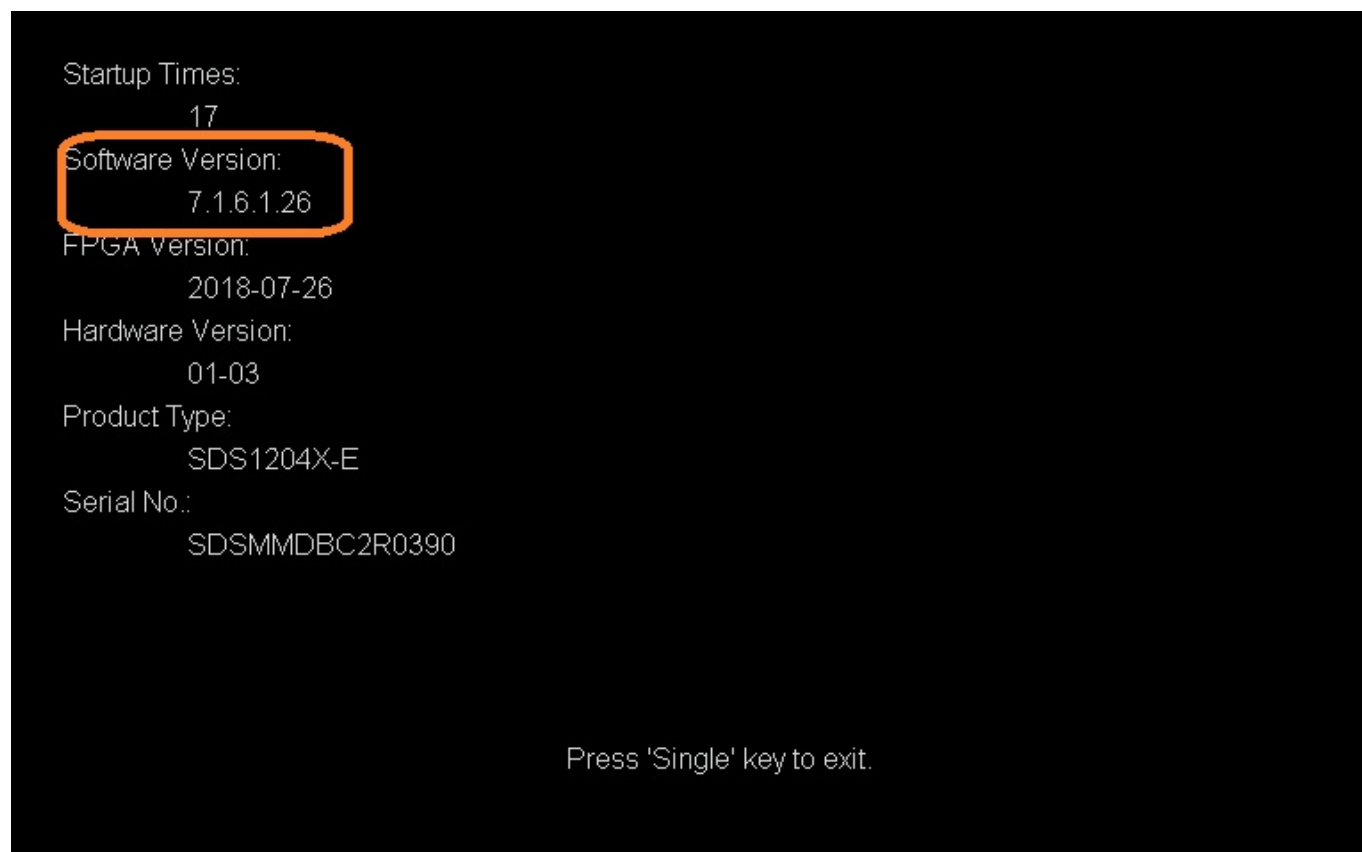 Startup Times:
17
Software Version:
7.1.6.1.26
FPGA Version:
2018-07-26
Hardware Version:
01-03
Product Type:
SDS1204X-E
Serial No.:
SDSMMDBC2R0390
Press 'Single' key to exit.